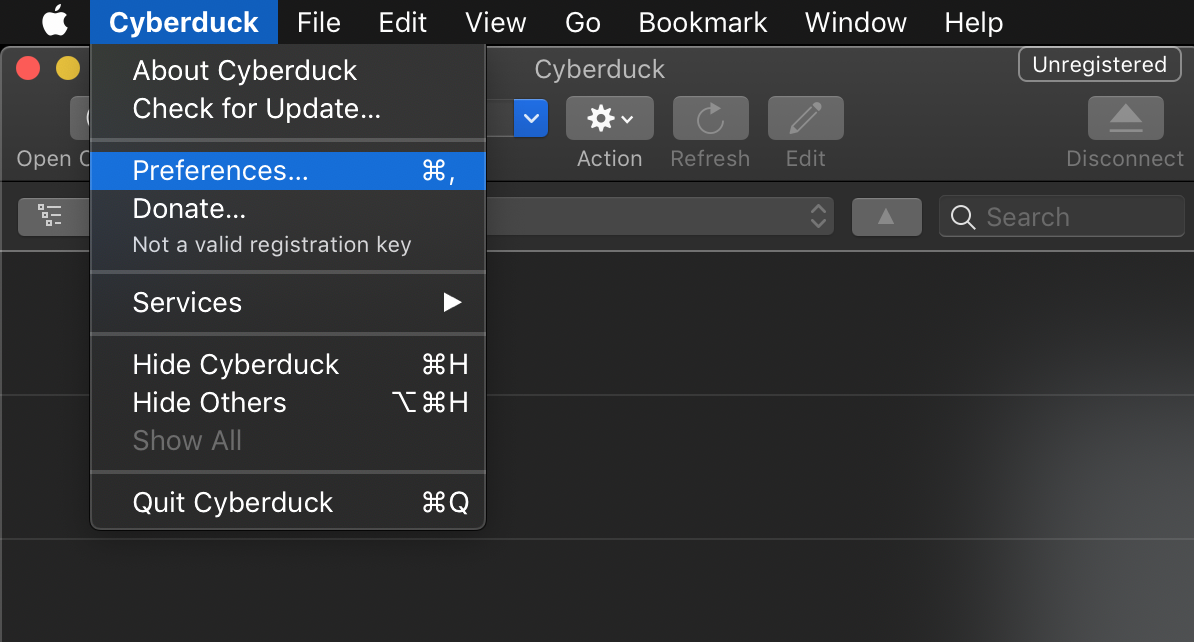 Cyberduck File Edit View Go Bookmark Window Help
Cyberduck
Unregistered
Open
Action
Refresh
Edit
Disconnect
Search
About Cyberduck
Check for Update...
Preferences... ⌘,
Donate...
Not a valid registration key
Services ▶
Hide Cyberduck ⌘H
Hide Others ⌥⌘H
Show All
Quit Cyberduck ⌘Q